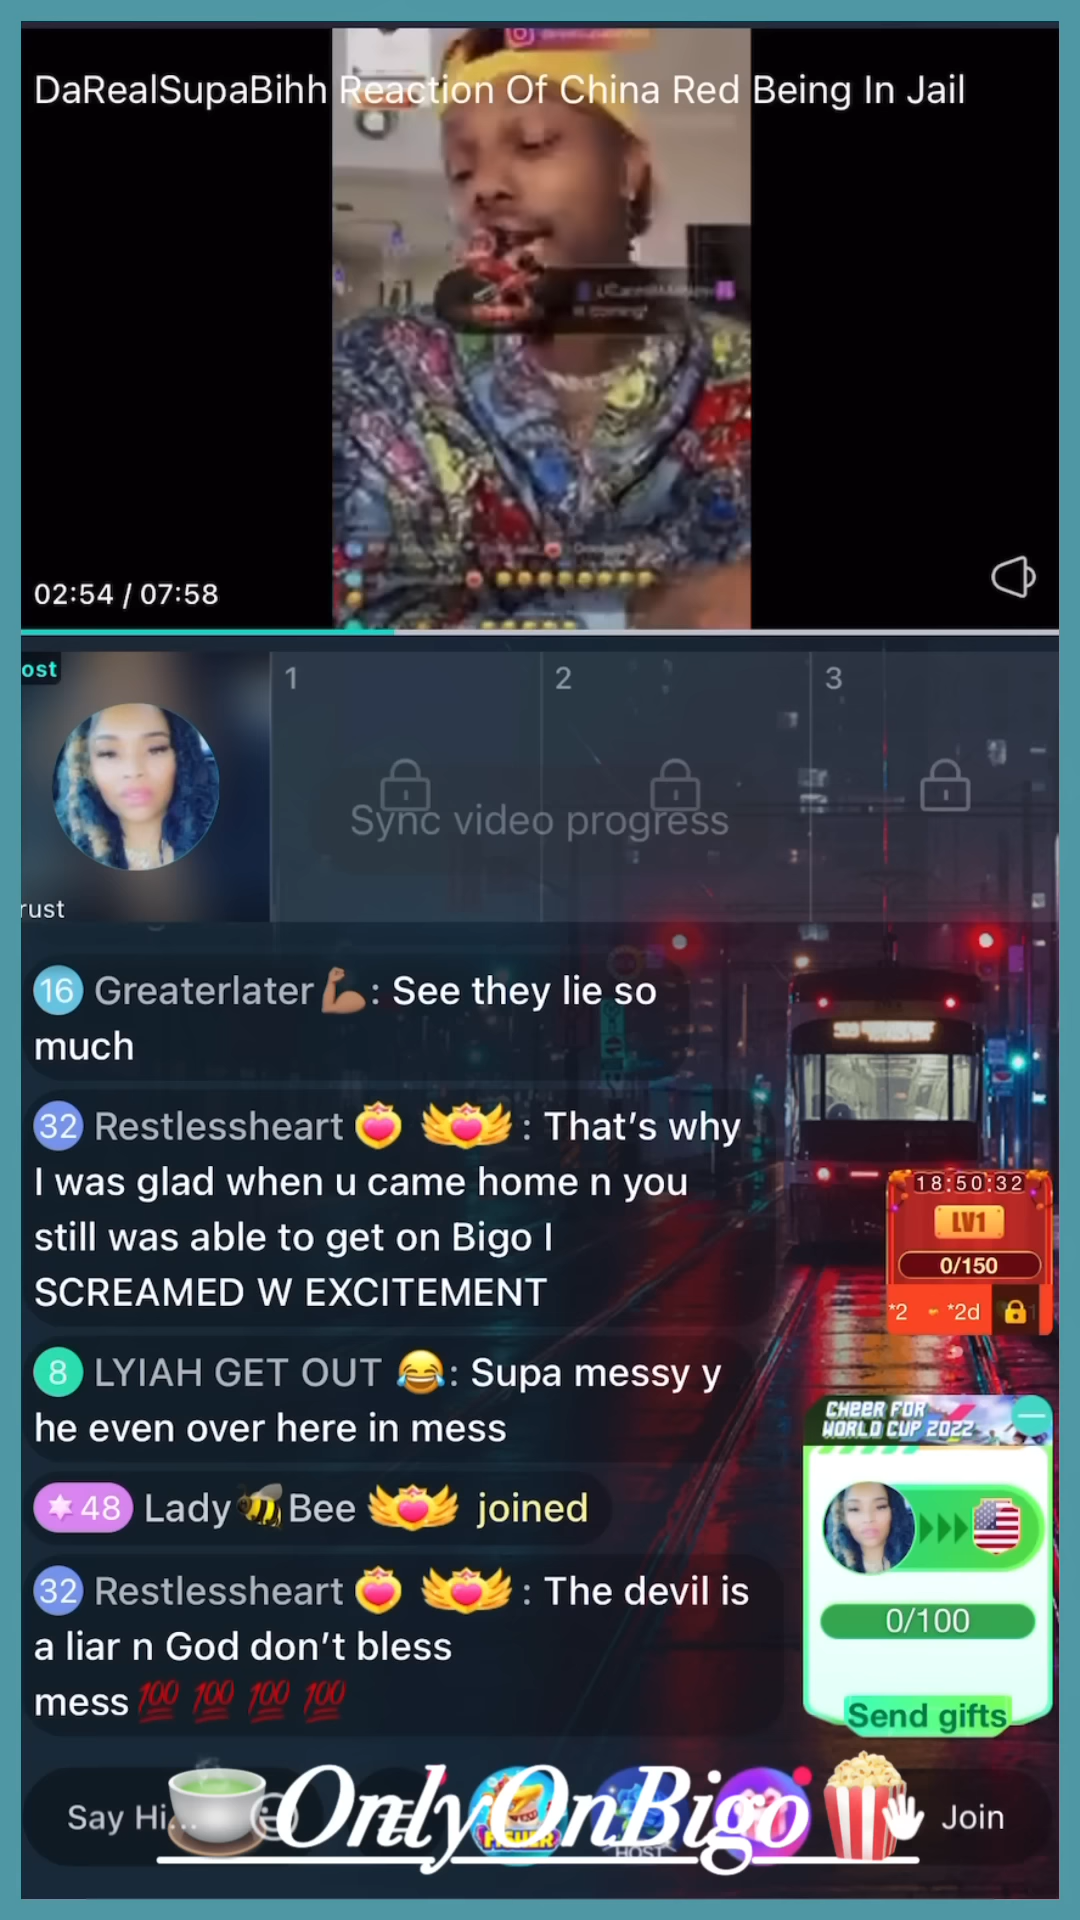 DaRealSupaBihh Reaction Of China Red Being In Jail
02:54 / 07:58
ost
1
2
3
Sync video progress
rust
16 Greaterlater💪: See they lie so
much
32 Restlessheart : That's why
I was glad when u came home n you
still was able to get on Bigo I
SCREAMED W EXCITEMENT
8 LYIAH GET OUT 😂: Supa messy y
he even over here in mess
48 Lady🐝Bee joined
32 Restlessheart : The devil is
a liar n God don't bless
mess💯 💯 💯 💯
18:50:32
LV1
0/150
*2 *2d
CHEER FOR
WORLD CUP 2022
0/100
Send gifts
Say Hi...
🍵OnlyOnBigo🍿
FISHER
HOST
Join